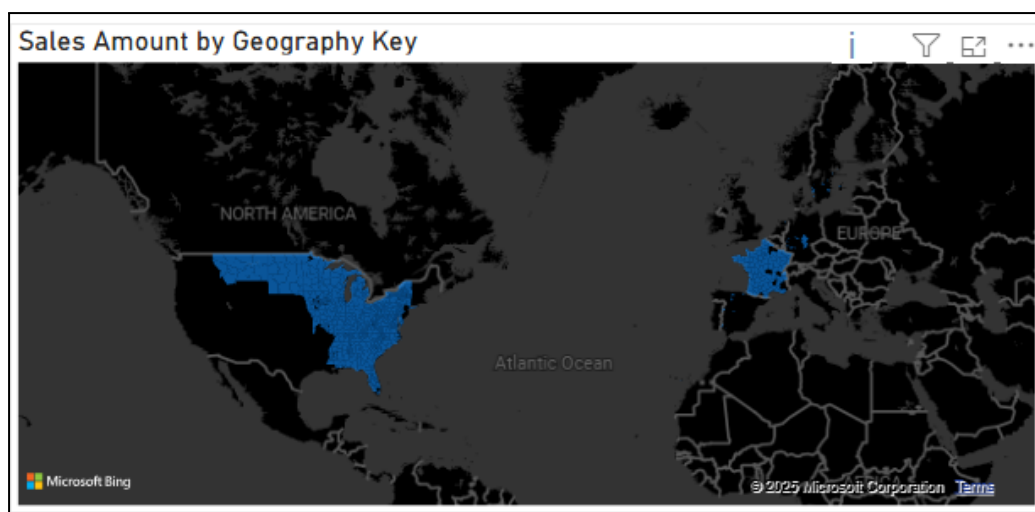 Sales Amount by Geography Key
NORTH AMERICA
EUROPE
Atlantic Ocean
Microsoft Bing
© 2025 Microsoft Corporation Terms